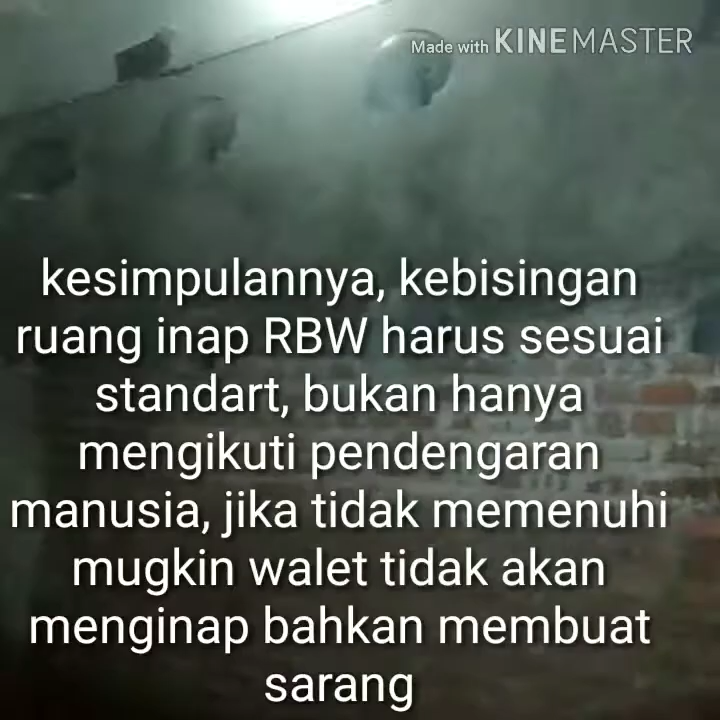 Made with KINEMASTER
kesimpulannya, kebisingan
ruang inap RBW harus sesuai
standart, bukan hanya
mengikuti pendengaran
manusia, jika tidak memenuhi
mugkin walet tidak akan
menginap bahkan membuat
sarang